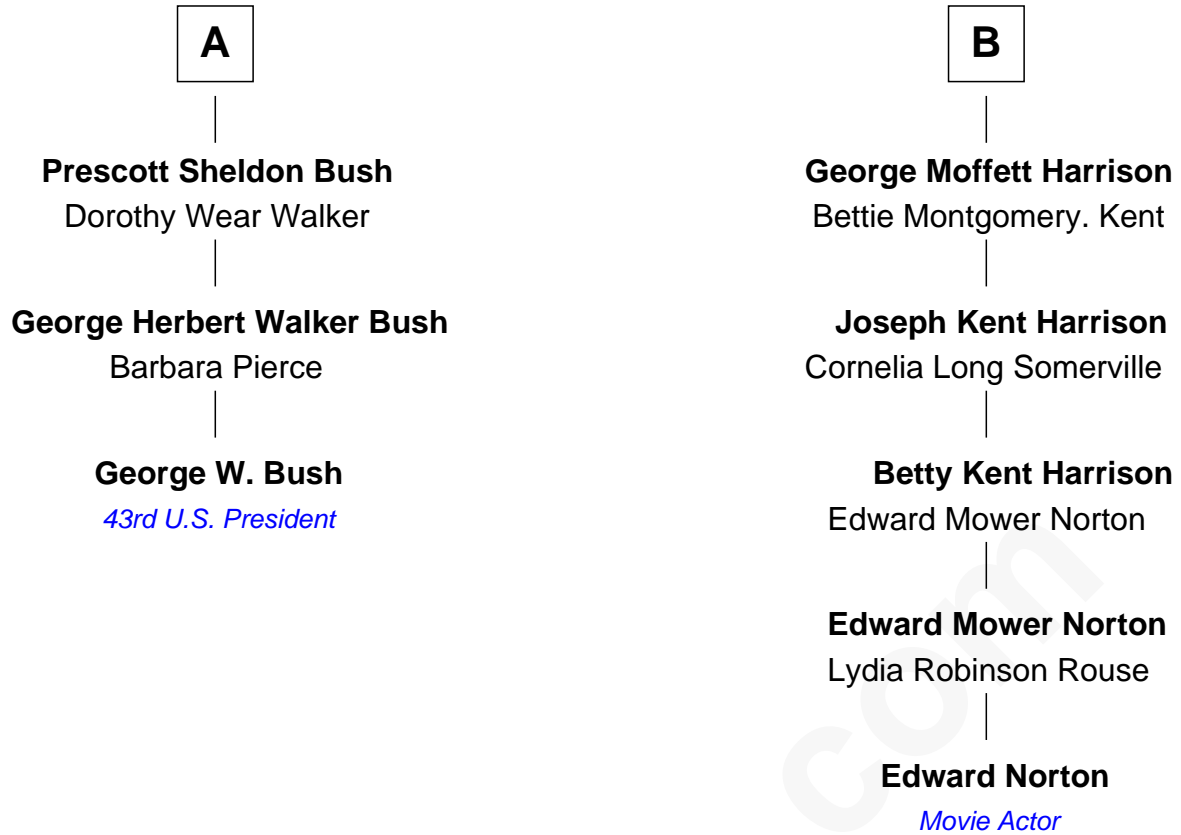 A
Prescott Sheldon Bush
Dorothy Wear Walker
George Herbert Walker Bush
Barbara Pierce
George W. Bush
43rd U.S. President
B
George Moffett Harrison
Bettie Montgomery. Kent
Joseph Kent Harrison
Cornelia Long Somerville
Betty Kent Harrison
Edward Mower Norton
Edward Mower Norton
Lydia Robinson Rouse
Edward Norton
Movie Actor
com